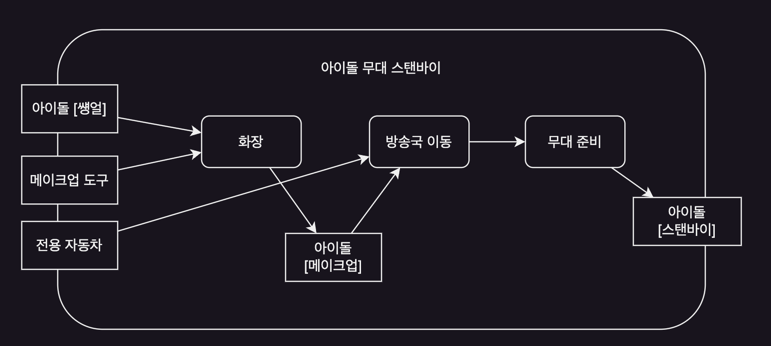 아이돌 무대 스탠바이
아이돌 [쌩얼]
메이크업 도구
전용 자동차
화장
방송국 이동
무대 준비
아이돌
[메이크업]
아이돌
[스탠바이]